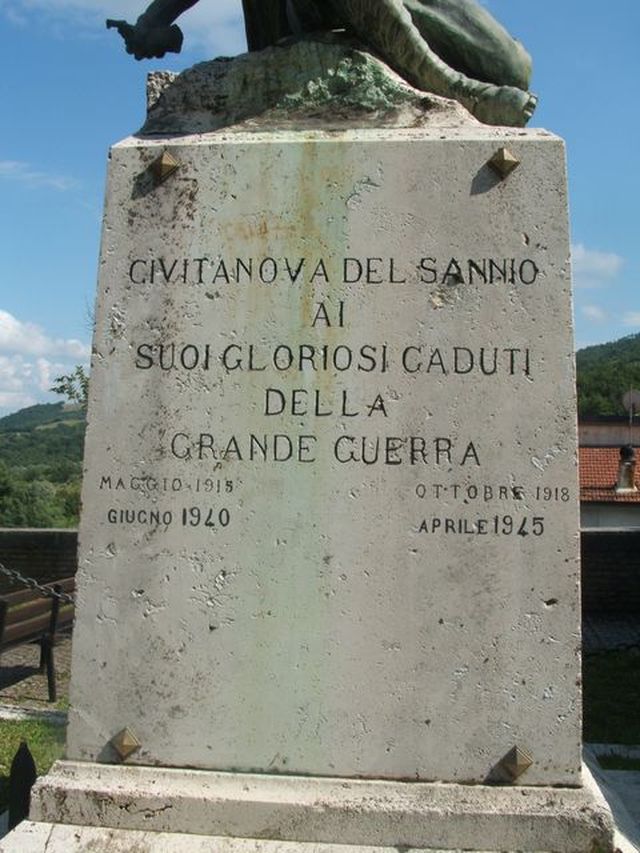 CIVITANOVA DEL SANNIO
AI
SUOI GLORIOSI CADUTI
DELLA
GRANDE GUERRA
MAGGIO 1915 OTTOBRE 1918
GIUGNO 1940 APRILE 1945